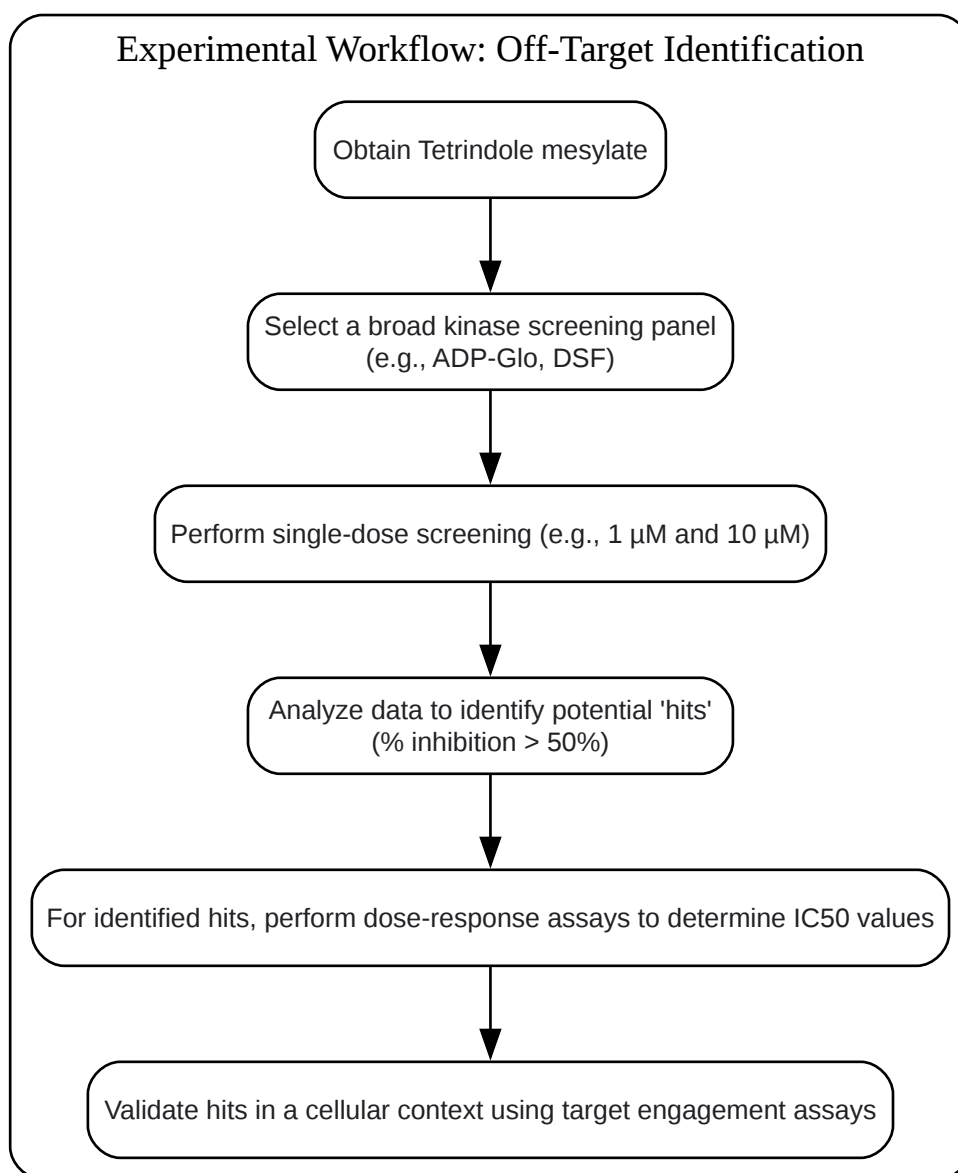 Experimental Workflow: Off-Target Identification
Obtain Tetrindole mesylate
Select a broad kinase screening panel
(e.g., ADP-Glo, DSF)
Perform single-dose screening (e.g., 1 µM and 10 µM)
Analyze data to identify potential 'hits'
(% inhibition > 50%)
For identified hits, perform dose-response assays to determine IC50 values
Validate hits in a cellular context using target engagement assays